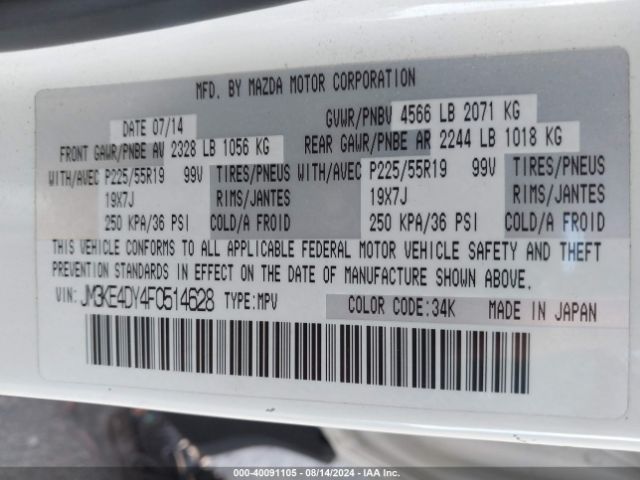 MFD. BY MAZDA MOTOR CORPORATION
DATE 07/14 GVWR/PNBV 4566 LB 2071 KG
FRONT GAWR/PNBE AV 2328 LB 1056 KG REAR GAWR/PNBE AR 2244 LB 1018 KG
WITH/AVEC P225/55R19 99V TIRES/PNEUS WITH/AVEC P225/55R19 99V TIRES/PNEUS
19X7J RIMS/JANTES 19X7J RIMS/JANTES
250 KPA/36 PSI COLD/A FROID 250 KPA/36 PSI COLD/A FROID
THIS VEHICLE CONFORMS TO ALL APPLICABLE FEDERAL MOTOR VEHICLE SAFETY AND THEFT
PREVENTION STANDARDS IN EFFECT ON THE DATE OF MANUFACTURE SHOWN ABOVE.
VIN: JM3KE4DY4F0514628 TYPE:MPV COLOR CODE:34K MADE IN JAPAN
000-40091105 - 08/14/2024 - IAA Inc.